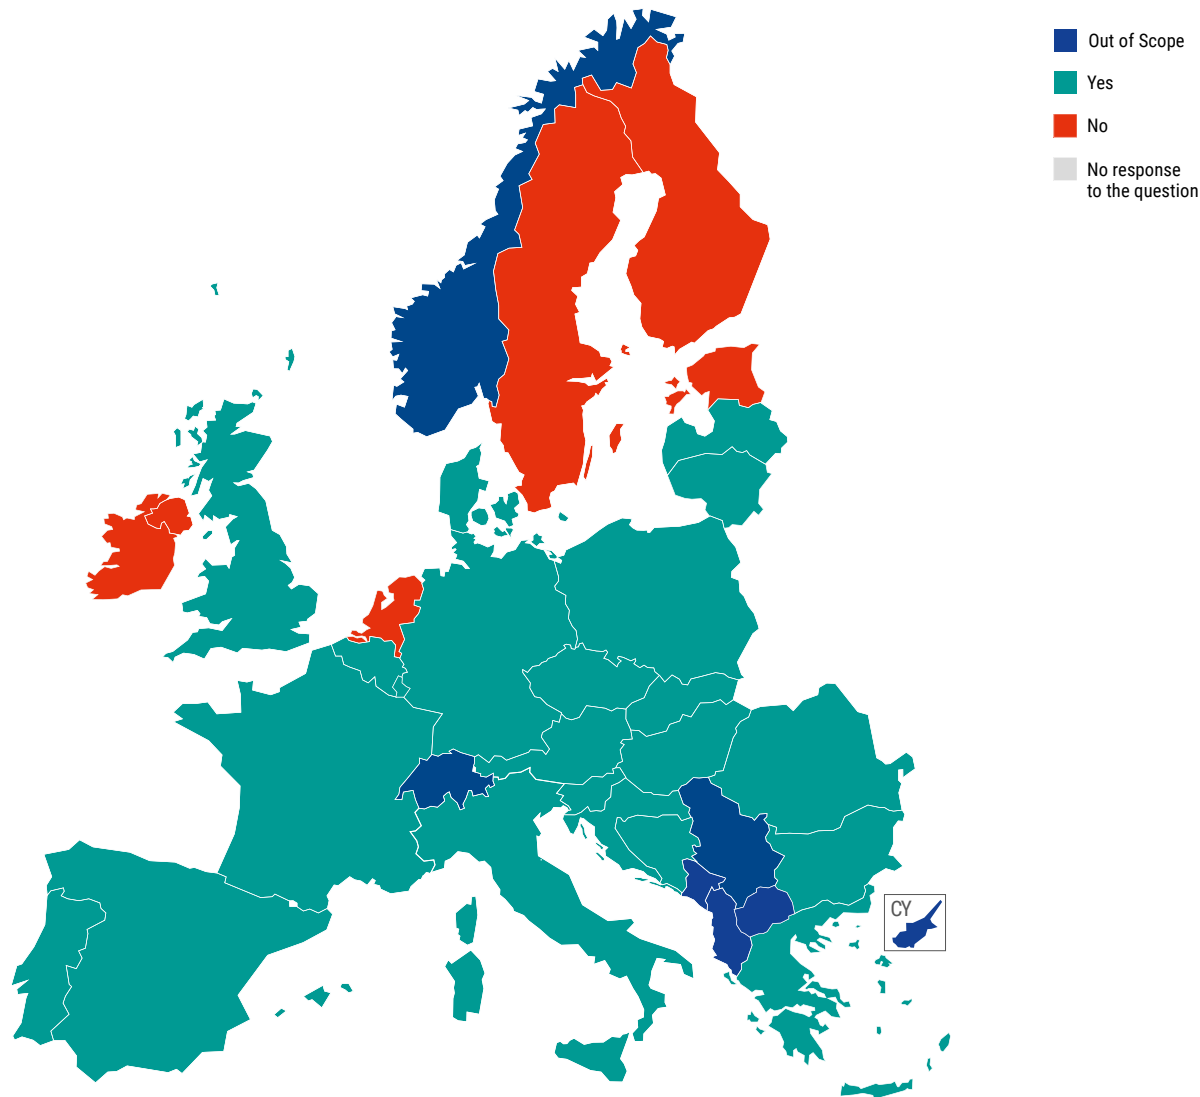 Out of Scope
Yes
No
No response
to the question
CY